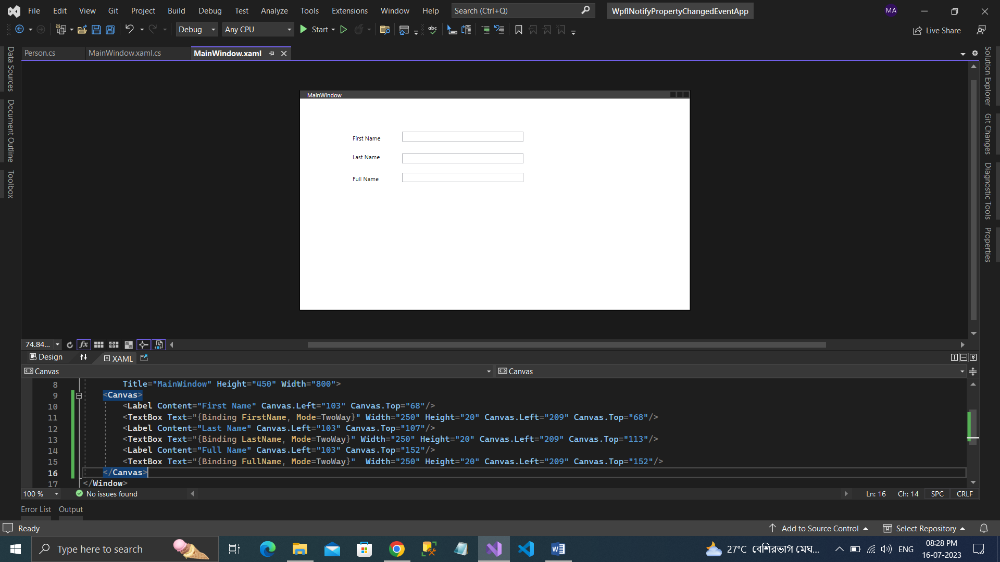 File Edit View Git Project Build Debug Test Analyze Tools Extensions Window Help Search (Ctrl+Q) WpfINotifyPropertyChangedEventApp MA
Debug Any CPU Start abc Live Share
Person.cs MainWindow.xaml.cs MainWindow.xaml
Data Sources
Document Outline
Toolbox
Solution Explorer
Git Changes
Diagnostic Tools
Properties
MainWindow
First Name
Last Name
Full Name
74.84... fx
Design XAML
Canvas Canvas
8 Title="MainWindow" Height="450" Width="800">
9 <Canvas>
10 <Label Content="First Name" Canvas.Left="103" Canvas.Top="68"/>
11 <TextBox Text="{Binding FirstName, Mode=TwoWay}" Width="250" Height="20" Canvas.Left="209" Canvas.Top="68"/>
12 <Label Content="Last Name" Canvas.Left="103" Canvas.Top="107"/>
13 <TextBox Text="{Binding LastName, Mode=TwoWay}" Width="250" Height="20" Canvas.Left="209" Canvas.Top="113"/>
14 <Label Content="Full Name" Canvas.Left="103" Canvas.Top="152"/>
15 <TextBox Text="{Binding FullName, Mode=TwoWay}"  Width="250" Height="20" Canvas.Left="209" Canvas.Top="152"/>
16 </Canvas>
17 </Window>
100 % No issues found Ln: 16 Ch: 14 SPC CRLF
Error List Output
Ready Add to Source Control Select Repository
Type here to search 27°C বেশিরভাগ মেঘ... ENG 08:28 PM
16-07-2023